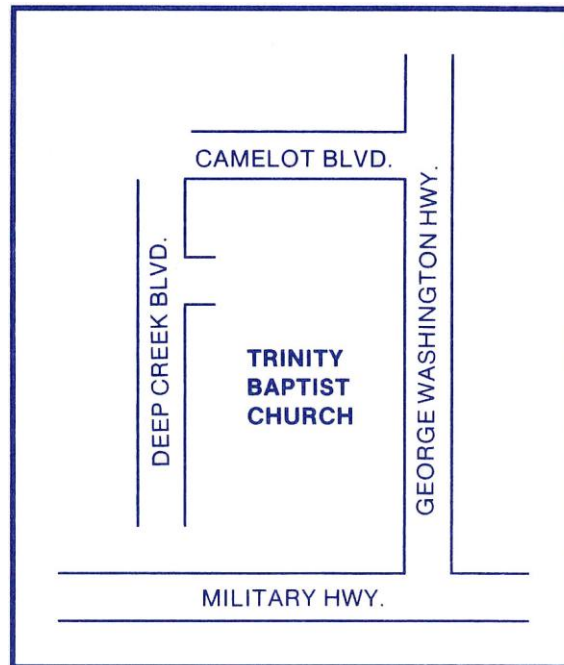 CAMELOT BLVD.
DEEP CREEK BLVD.
GEORGE WASHINGTON HWY.
TRINITY
BAPTIST
CHURCH
MILITARY HWY.